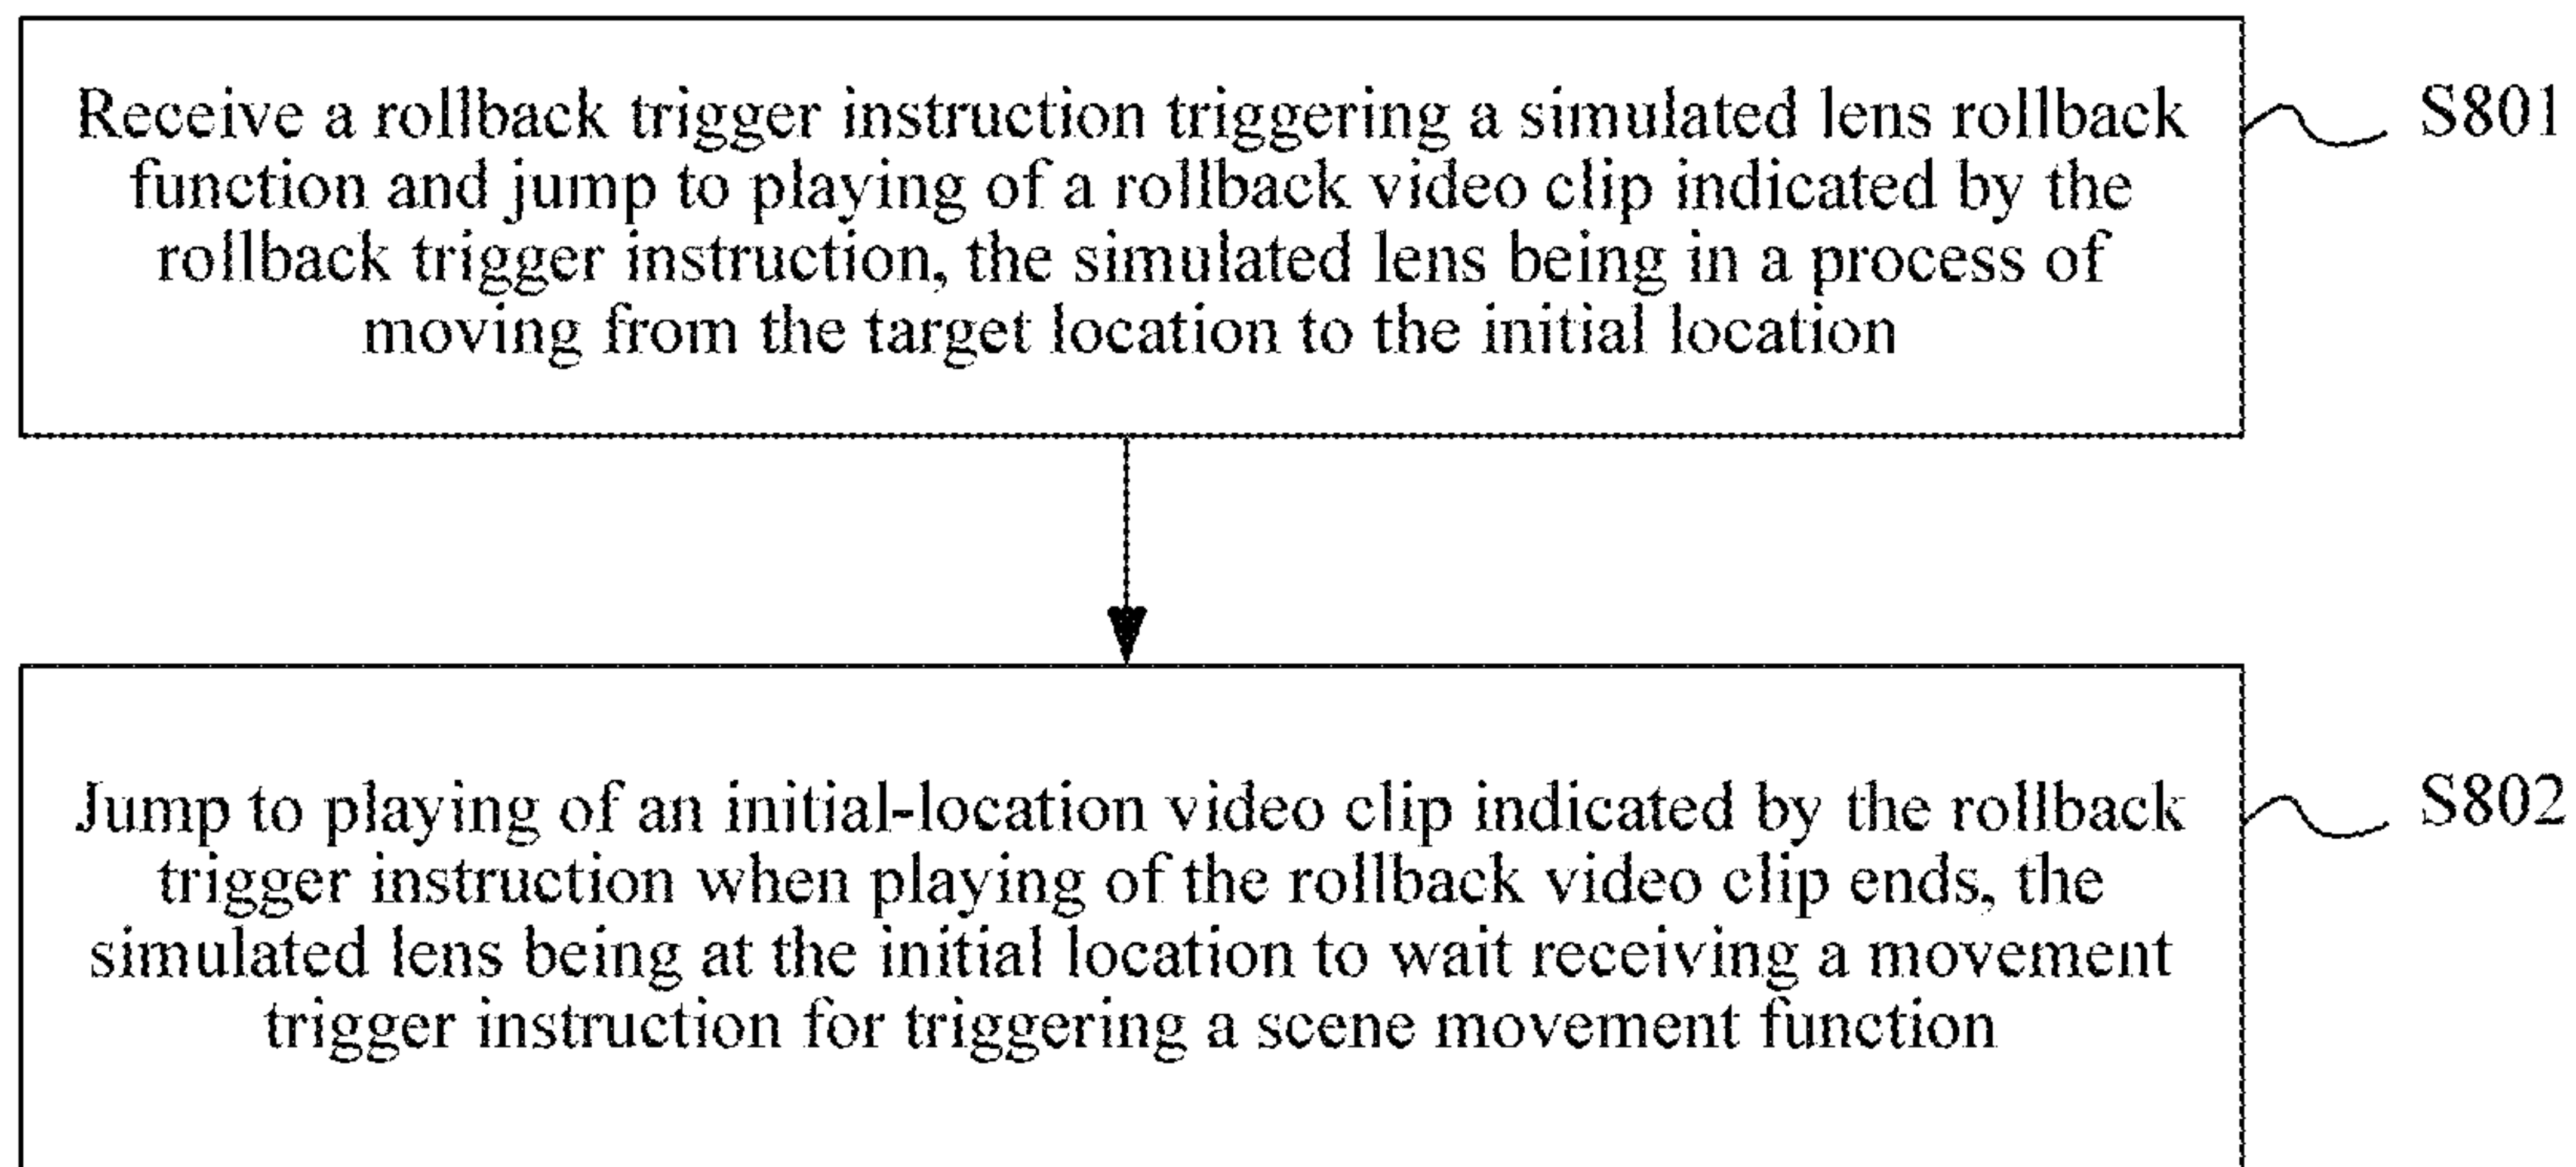 Receive a rollback trigger instruction triggering a simulated lens rollback
function and jump to playing of a rollback video clip indicated by the
rollback trigger instruction, the simulated lens being in a process of
moving from the target location to the initial location
S801
Jump to playing of an initial-location video clip indicated by the rollback
trigger instruction when playing of the rollback video clip ends, the
simulated lens being at the initial location to wait receiving a movement
trigger instruction for triggering a scene movement function
S802